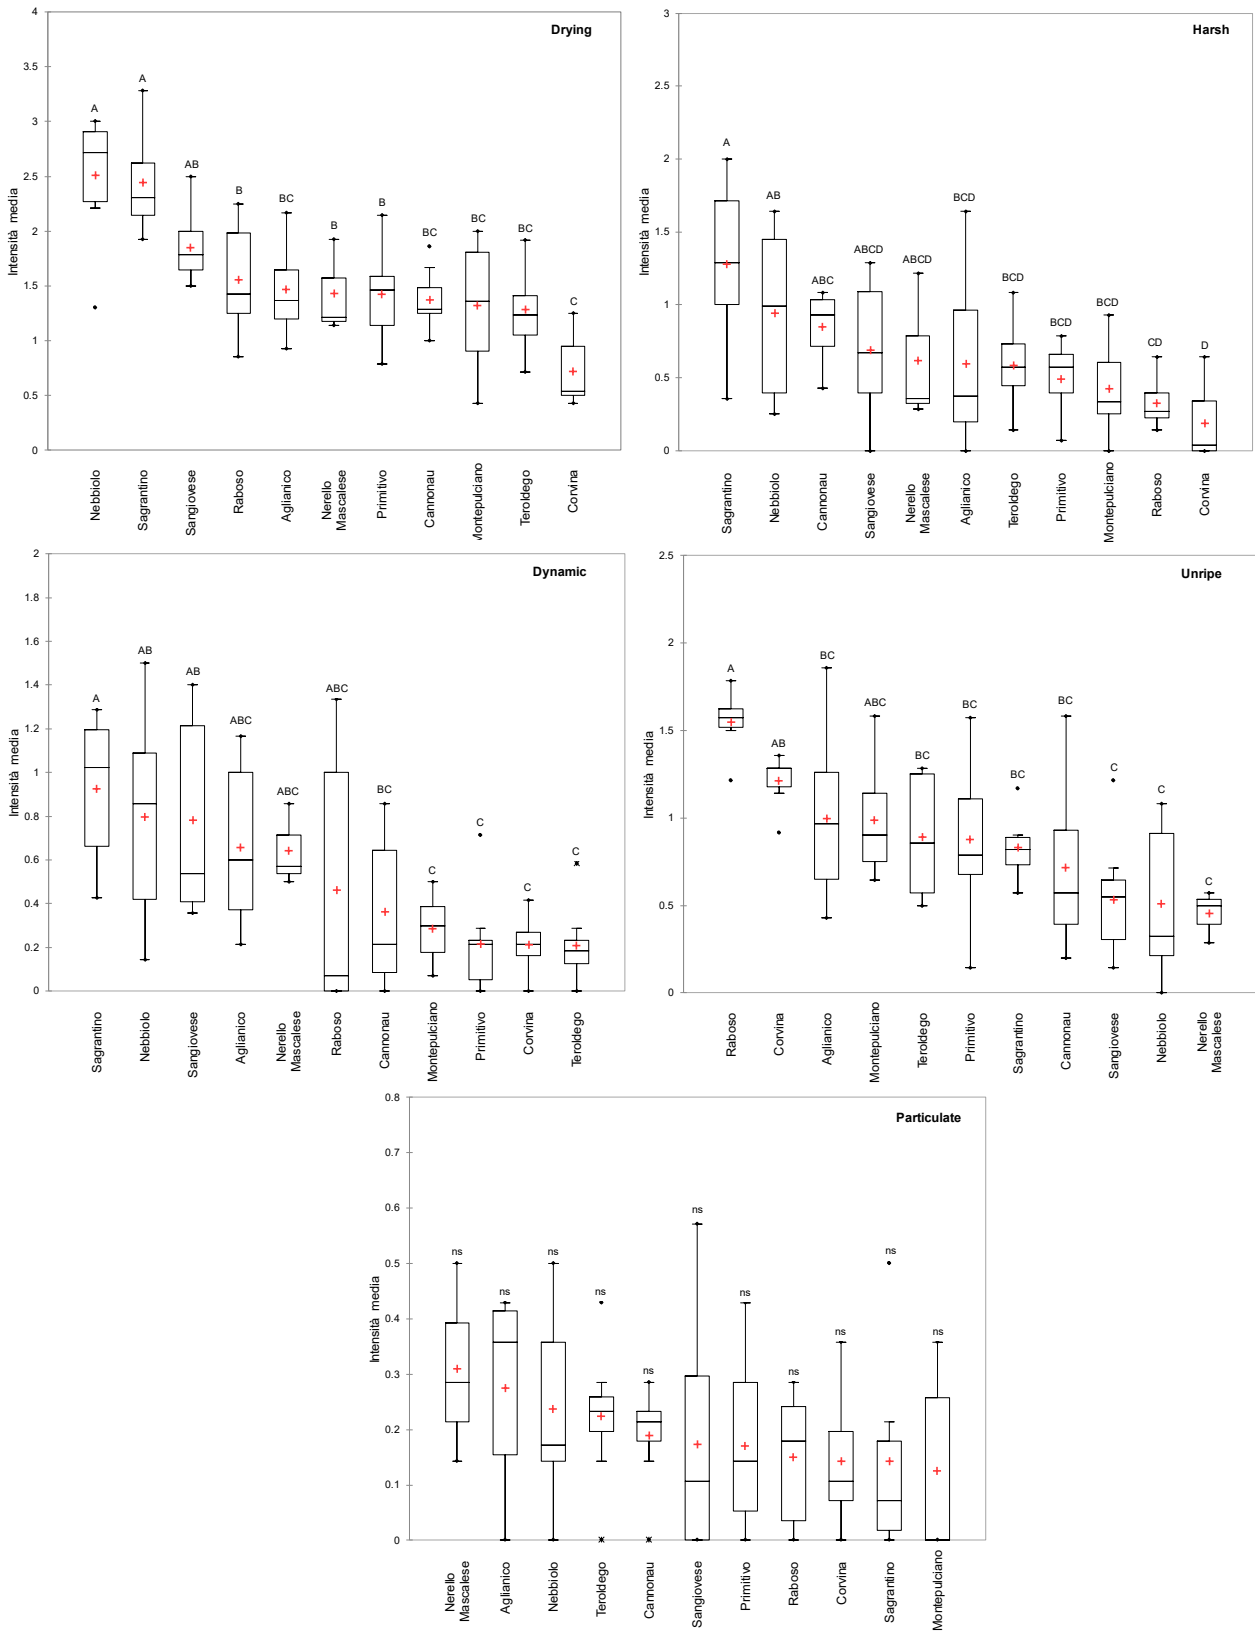 Drying
Intensità media
4
3.5
3
2.5
2
1.5
1
0.5
0
A
A
AB
B
BC
B
B
BC
BC
BC
C
Nebbiolo
Sagrantino
Sangiovese
Raboso
Aglianico
Nerello
Mascalese
Primitivo
Cannonau
Montepulciano
Teroldego
Corvina
Harsh
Intensità media
3
2.5
2
1.5
1
0.5
0
A
AB
ABC
ABCD
ABCD
BCD
BCD
BCD
BCD
CD
D
Sagrantino
Nebbiolo
Cannonau
Sangiovese
Nerello
Mascalese
Aglianico
Teroldego
Primitivo
Montepulciano
Raboso
Corvina
Dynamic
Intensità media
2
1.8
1.6
1.4
1.2
1
0.8
0.6
0.4
0.2
0
A
AB
AB
ABC
ABC
ABC
BC
C
C
C
C
Sagrantino
Nebbiolo
Sangiovese
Aglianico
Nerello
Mascalese
Raboso
Cannonau
Montepulciano
Primitivo
Corvina
Teroldego
Unripe
Intensità media
2.5
2
1.5
1
0.5
0
A
AB
BC
ABC
BC
BC
BC
BC
C
C
C
Raboso
Corvina
Aglianico
Montepulciano
Teroldego
Primitivo
Sagrantino
Cannonau
Sangiovese
Nebbiolo
Nerello
Mascalese
Particulate
Intensità media
0.8
0.7
0.6
0.5
0.4
0.3
0.2
0.1
0
ns
ns
ns
ns
ns
ns
ns
ns
ns
ns
ns
Nerello
Mascalese
Aglianico
Nebbiolo
Teroldego
Cannonau
Sangiovese
Primitivo
Raboso
Corvina
Sagrantino
Montepulciano